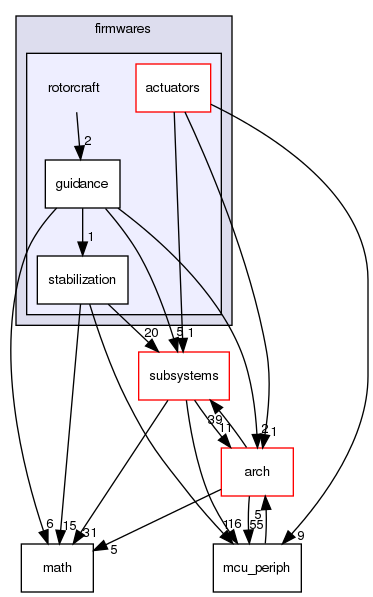 firmwares
rotorcraft
actuators
2
guidance
1
stabilization
20
5
1
subsystems
39
11
2
1
arch
6
15
31
5
1
16
5
55
9
math
mcu_periph